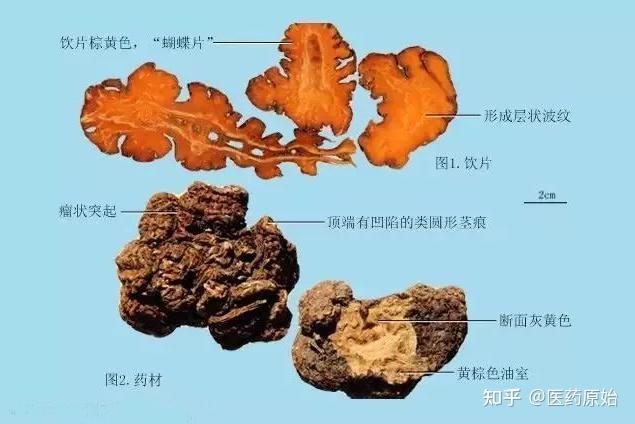 饮片棕黄色，“蝴蝶片”
形成层状波纹
图1.饮片
2cm
瘤状突起
顶端有凹陷的类圆形茎痕
断面灰黄色
图2.药材
黄棕色油室
知乎 @医药原始